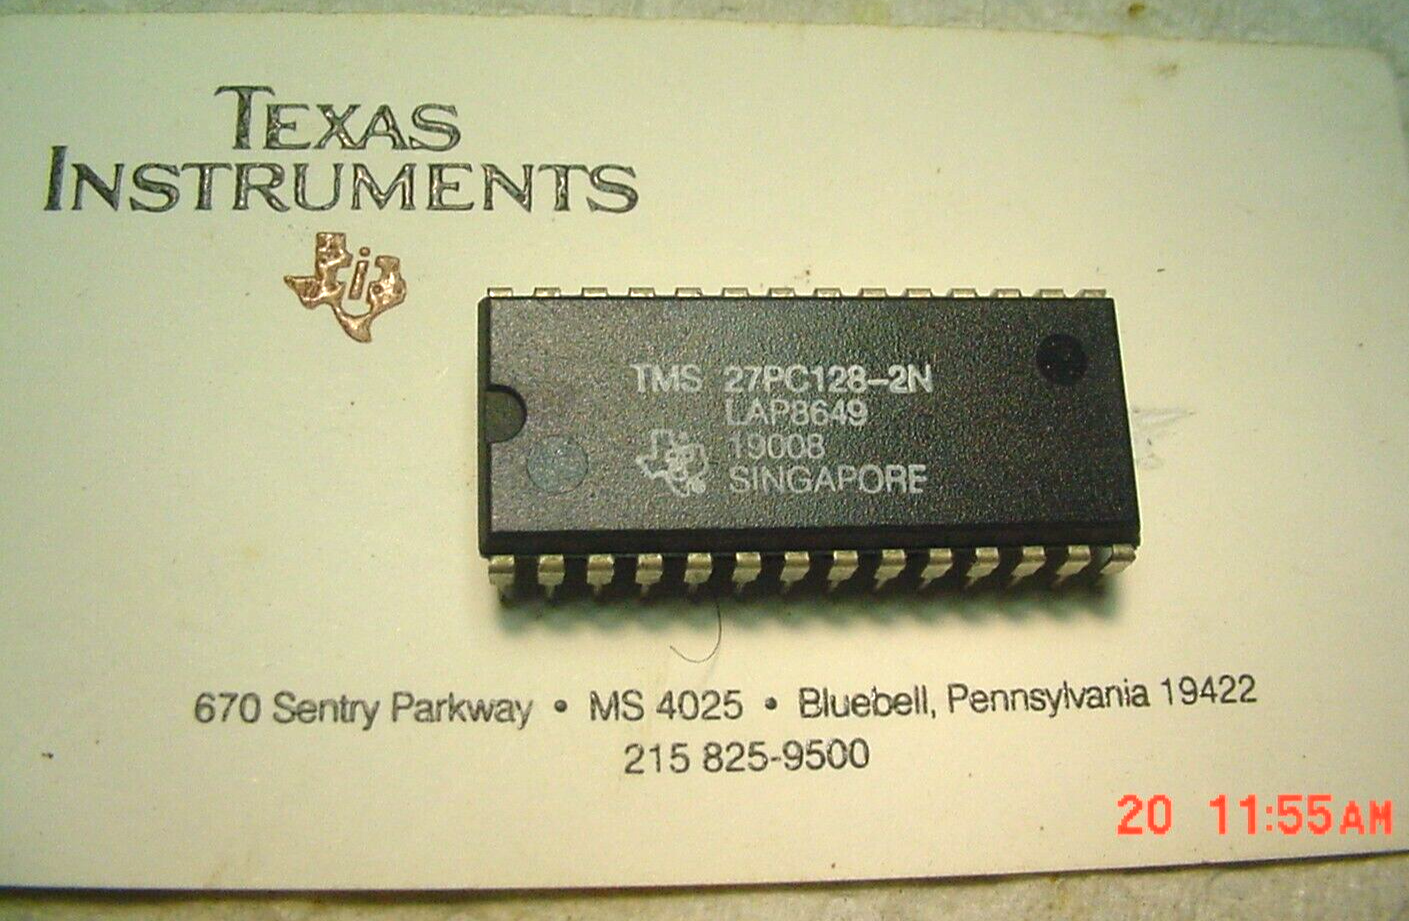 TEXAS
INSTRUMENTS
TMS 27PC128-2N
LAP8649
19008
SINGAPORE
670 Sentry Parkway • MS 4025 • Bluebell, Pennsylvania 19422
215 825-9500
20 11:55AM